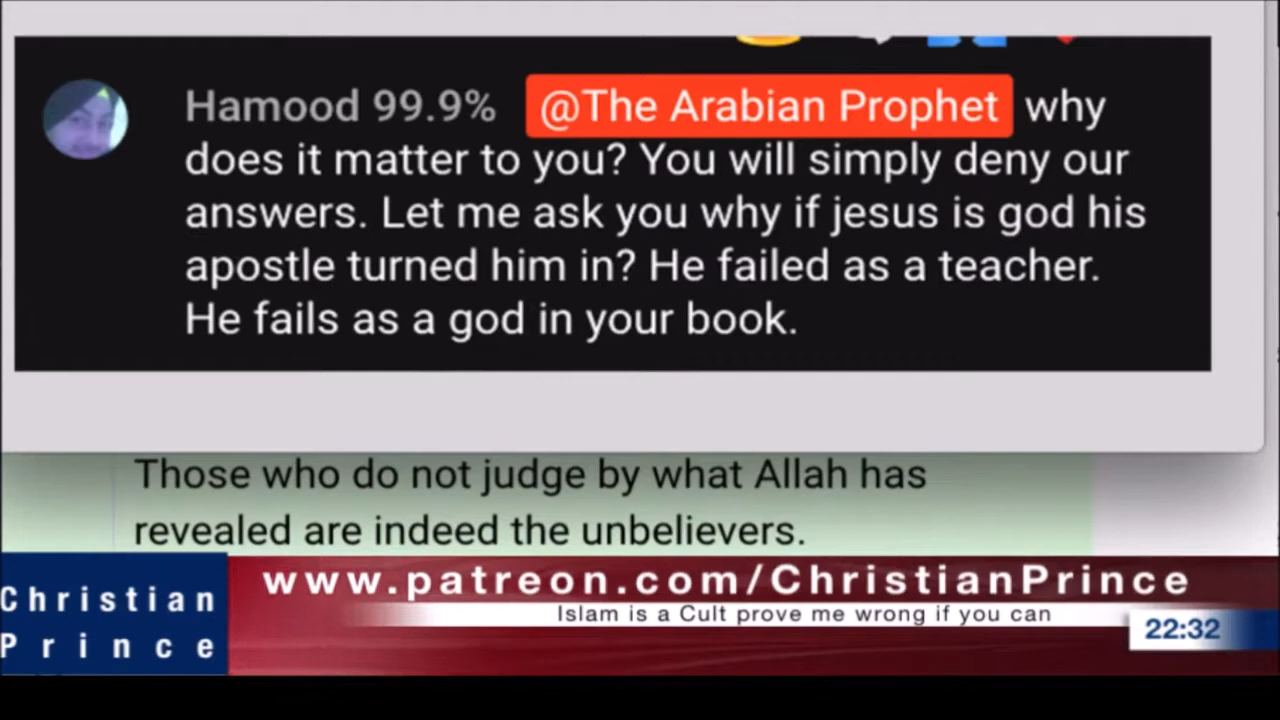 Hamood 99.9% @The Arabian Prophet why
does it matter to you? You will simply deny our
answers. Let me ask you why if jesus is god his
apostle turned him in? He failed as a teacher.
He fails as a god in your book.
Those who do not judge by what Allah has
revealed are indeed the unbelievers.
Christian
Prince
www.patreon.com/ChristianPrince
Islam is a Cult prove me wrong if you can
22:32